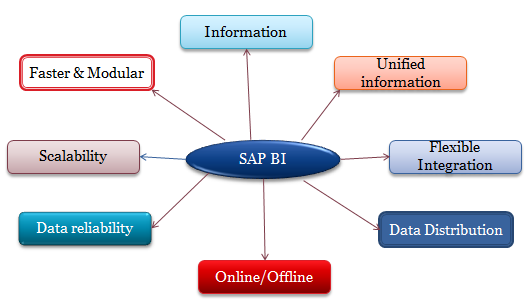 Information
Faster & Modular
Unified
information
Scalability
SAP BI
Flexible
Integration
Data reliability
Data Distribution
Online/Offline